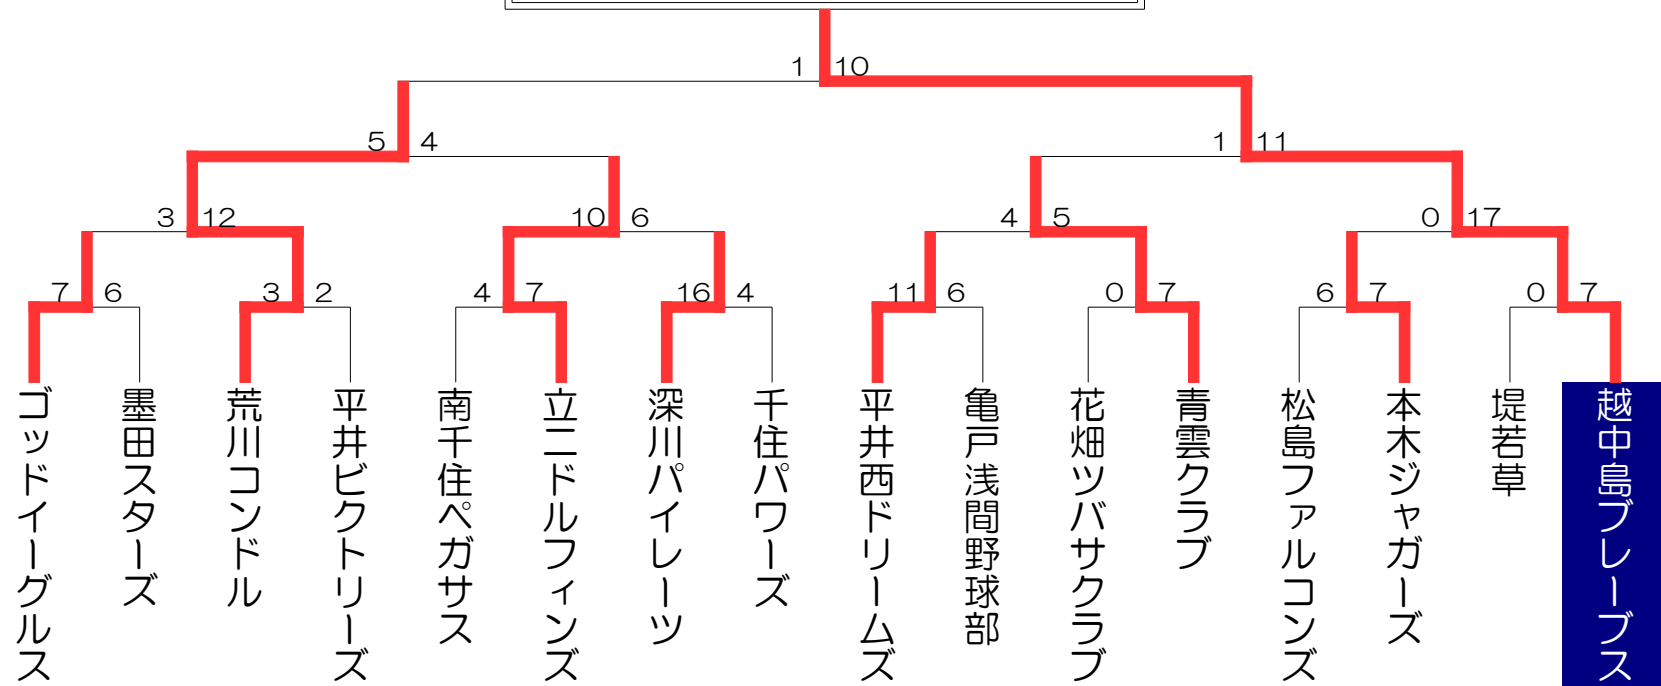 1 10
5 4 1 11
3 12 10 6 4 5 0 17
7 6 3 2 4 7 16 4 11 6 0 7 6 7 0 7
ゴッドイーグルス
墨田スターズ
荒川コンドル
平井ビクトリーズ
南千住ペガサス
立二ドルフィンズ
深川パイレーツ
千住パワーズ
平井西ドリームズ
亀戸浅間野球部
花畑ツバサクラブ
青雲クラブ
松島ファルコンズ
本木ジャガーズ
堤若草
越中島ブレーブス